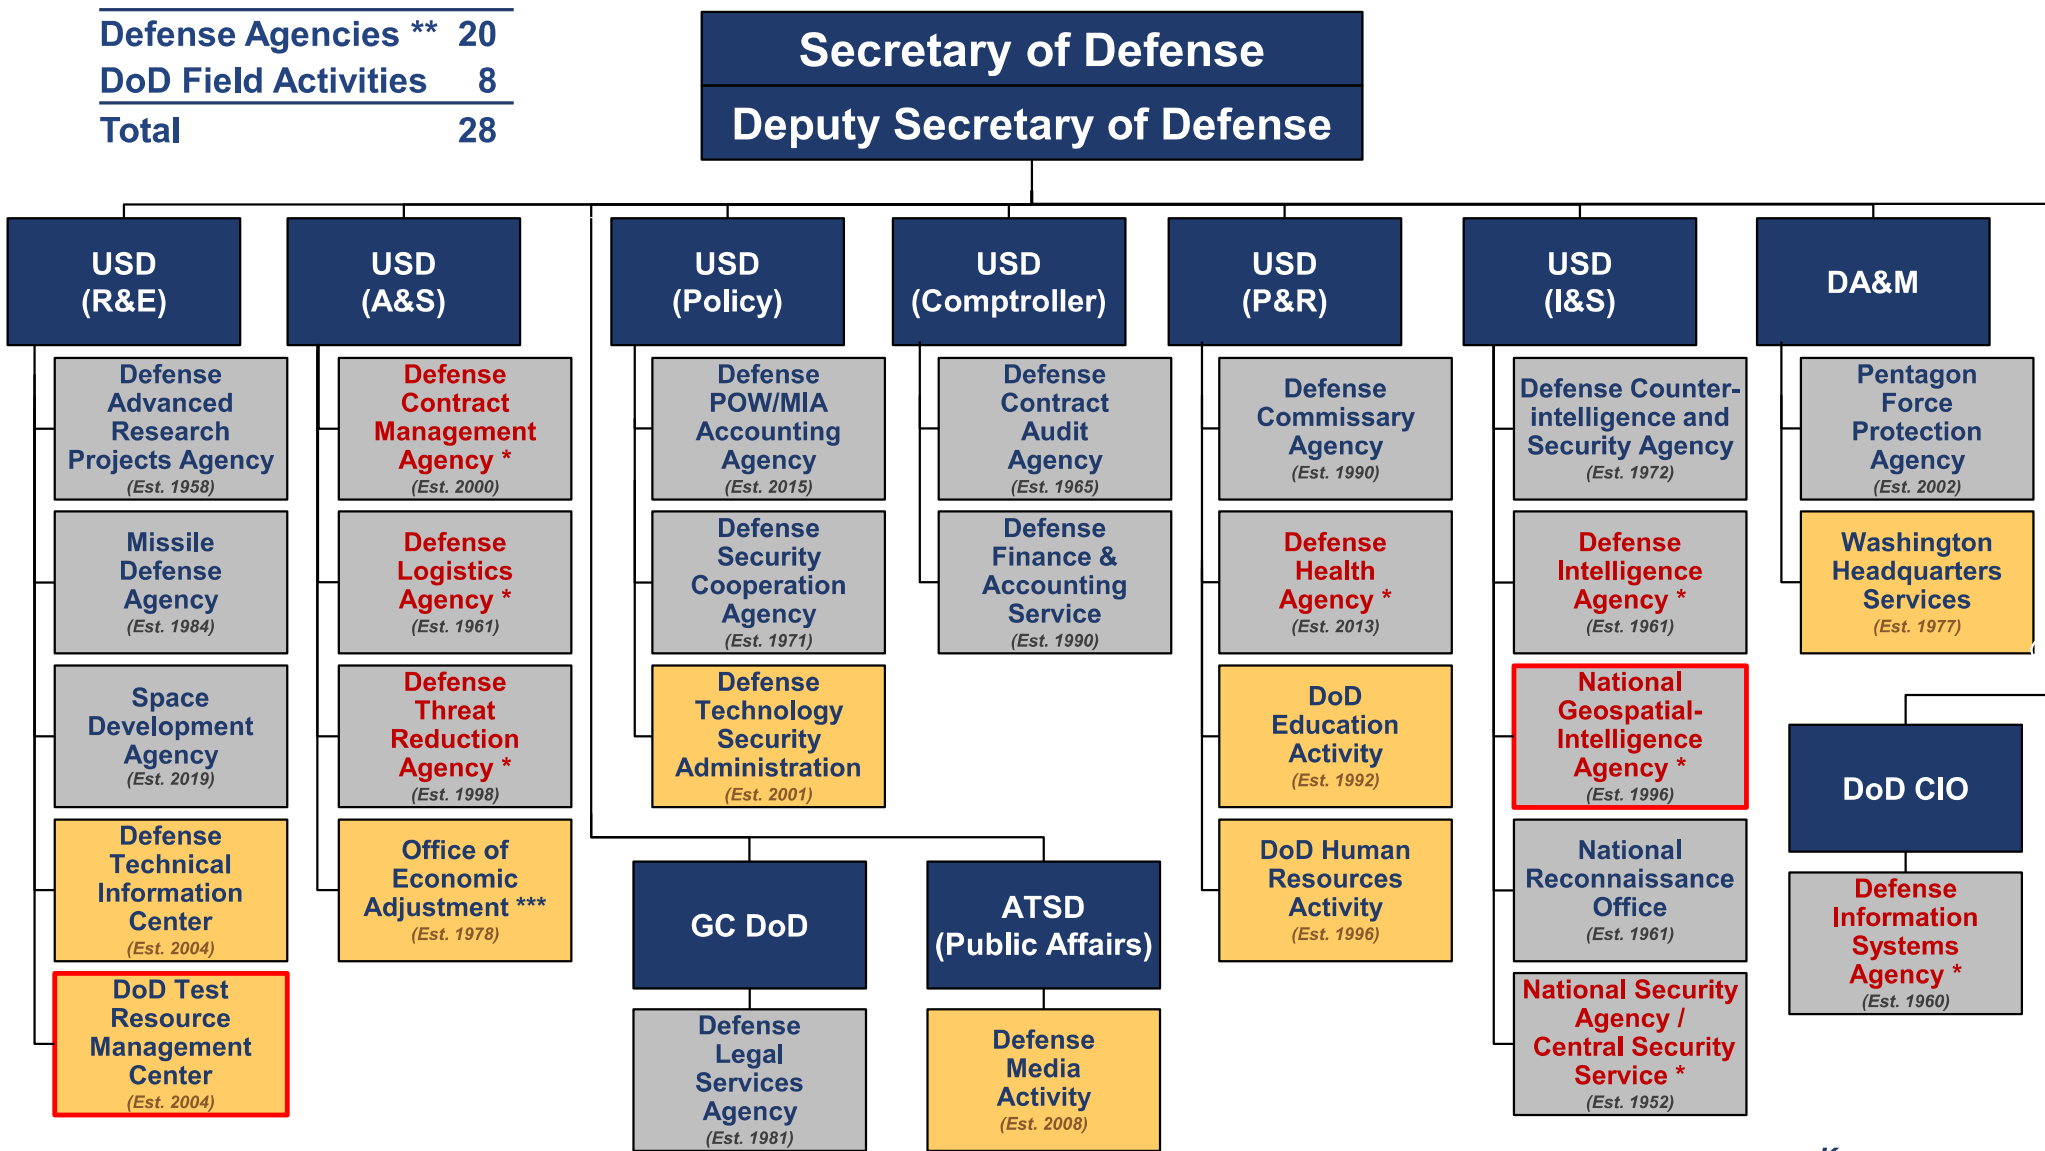 Defense Agencies ** 20
DoD Field Activities 8
Total 28
Secretary of Defense
Deputy Secretary of Defense
USD
(R&E)
Defense
Advanced
Research
Projects Agency
(Est. 1958)
Missile
Defense
Agency
(Est. 1984)
Space
Development
Agency
(Est. 2019)
Defense
Technical
Information
Center
(Est. 2004)
DoD Test
Resource
Management
Center
(Est. 2004)
USD
(A&S)
Defense
Contract
Management
Agency *
(Est. 2000)
Defense
Logistics
Agency *
(Est. 1961)
Defense
Threat
Reduction
Agency *
(Est. 1998)
Office of
Economic
Adjustment ***
(Est. 1978)
USD
(Policy)
Defense
POW/MIA
Accounting
Agency
(Est. 2015)
Defense
Security
Cooperation
Agency
(Est. 1971)
Defense
Technology
Security
Administration
(Est. 2001)
USD
(Comptroller)
Defense
Contract
Audit
Agency
(Est. 1965)
Defense
Finance &
Accounting
Service
(Est. 1990)
GC DoD
Defense
Legal
Services
Agency
(Est. 1981)
ATSD
(Public Affairs)
Defense
Media
Activity
(Est. 2008)
USD
(P&R)
Defense
Commissary
Agency
(Est. 1990)
Defense
Health
Agency *
(Est. 2013)
DoD
Education
Activity
(Est. 1992)
DoD Human
Resources
Activity
(Est. 1996)
USD
(I&S)
Defense Counter-
intelligence and
Security Agency
(Est. 1972)
Defense
Intelligence
Agency *
(Est. 1961)
National
Geospatial-
Intelligence
Agency *
(Est. 1996)
National
Reconnaissance
Office
(Est. 1961)
National Security
Agency /
Central Security
Service *
(Est. 1952)
DA&M
Pentagon
Force
Protection
Agency
(Est. 2002)
Washington
Headquarters
Services
(Est. 1977)
DoD CIO
Defense
Information
Systems
Agency *
(Est. 1960)